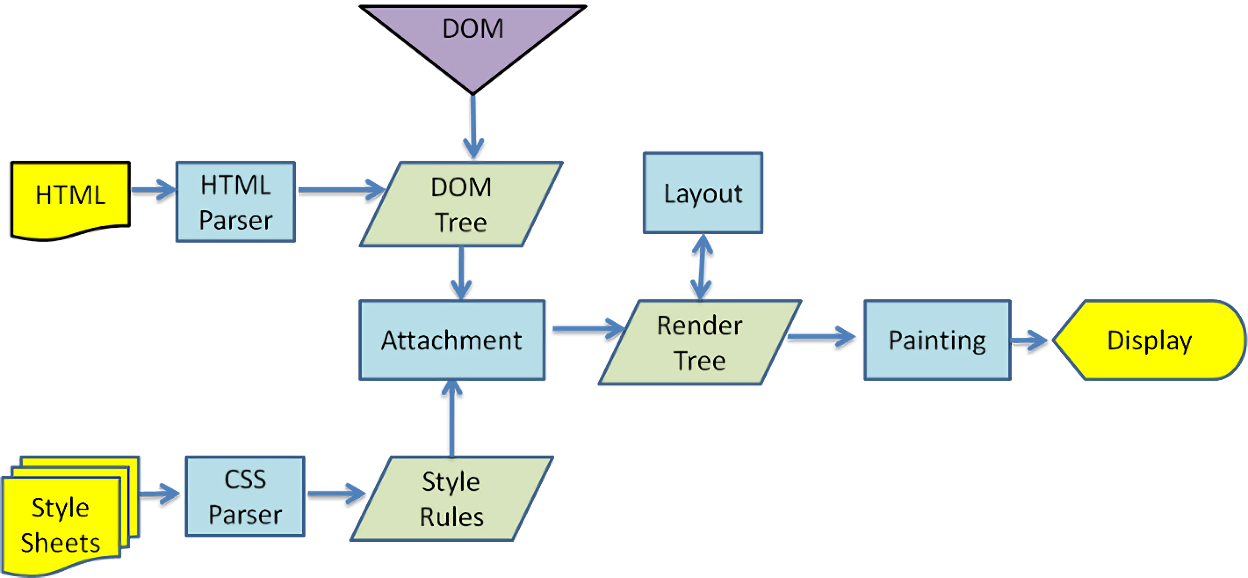 DOM
HTML
HTML
Parser
DOM
Tree
Layout
Attachment
Render
Tree
Painting
Display
Style
Sheets
CSS
Parser
Style
Rules